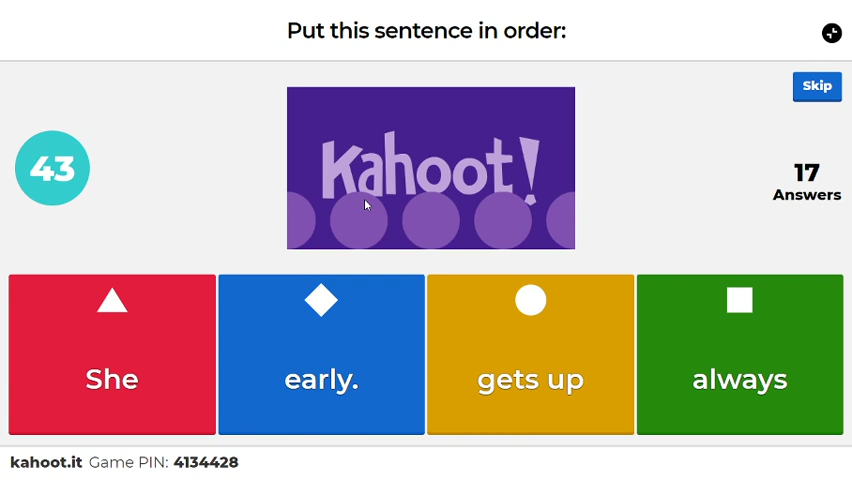 Put this sentence in order:
Skip
43
Kahoot!
17
Answers
She
early.
gets up
always
kahoot.it Game PIN: 4134428